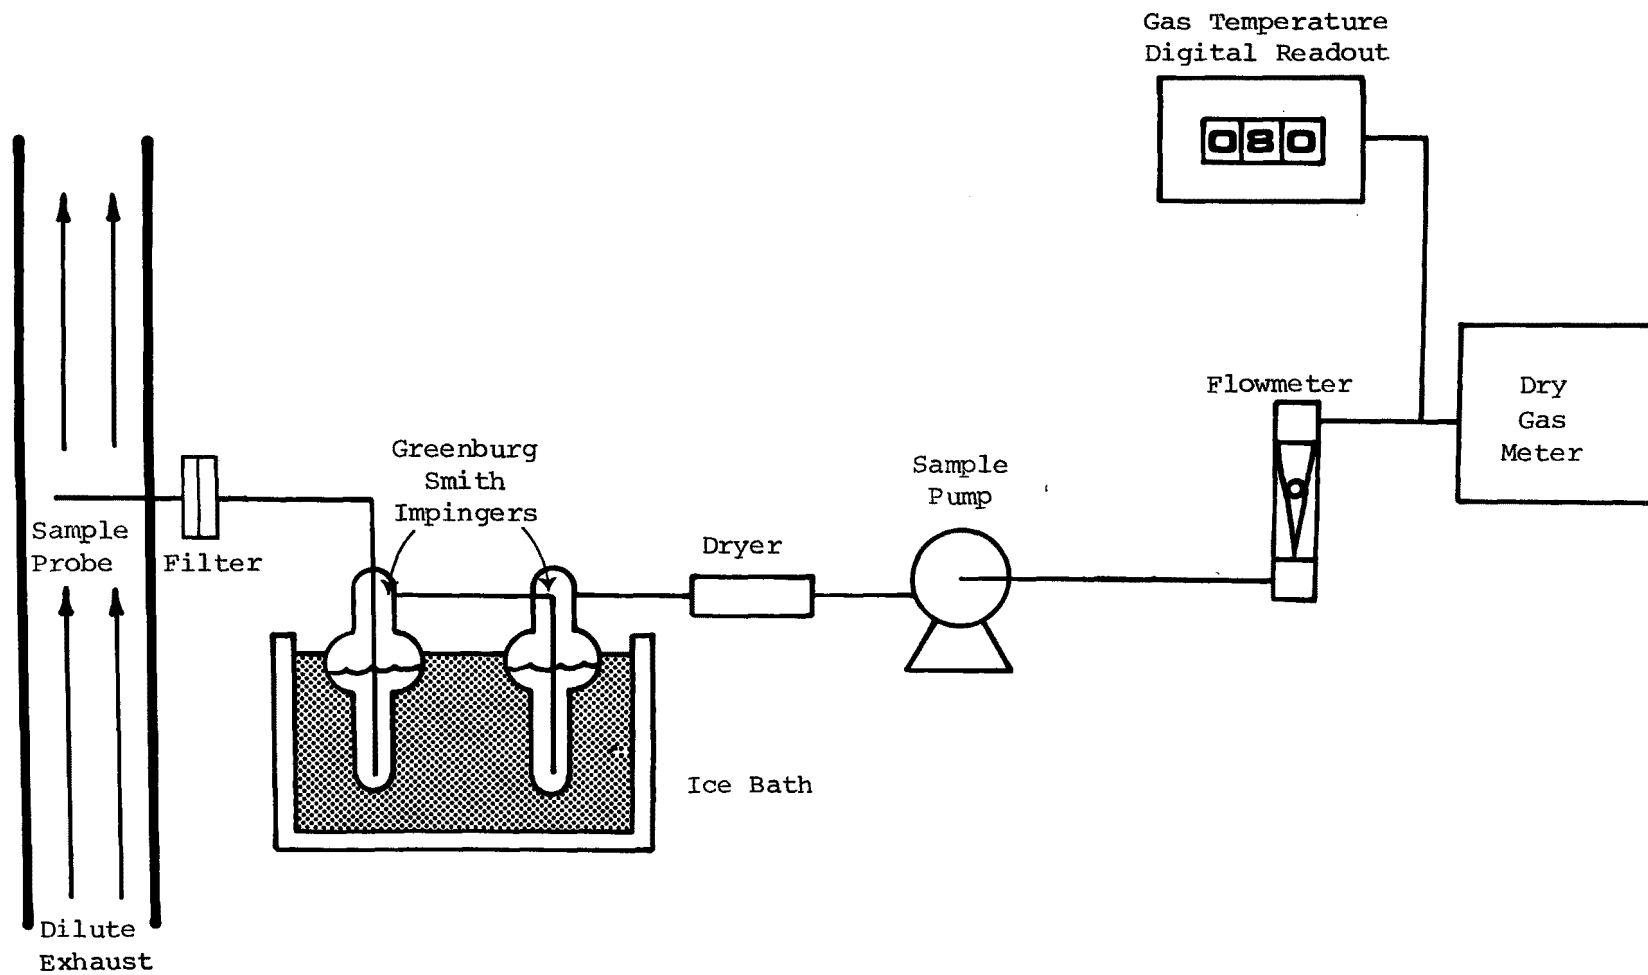 Gas Temperature
Digital Readout
080
Flowmeter
Dry
Gas
Meter
Greenburg
Smith
Impingers
Sample
Pump
Sample
Probe
Filter
Dryer
Ice Bath
Dilute
Exhaust